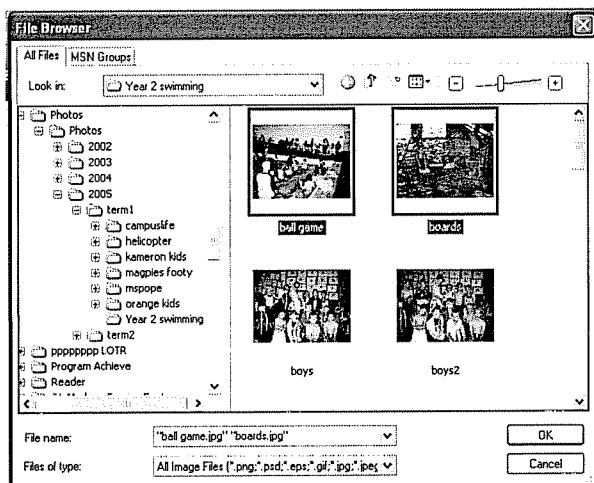 File Browser
All Files MSN Groups
Look in: Year 2 swimming
Photos
Photos
2002
2003
2004
2005
term1
campuslife
helicopter
kameron kids
magpies footy
mspope
orange kids
Year 2 swimming
term2
pppppppp LOTR
Program Achieve
Reader
ball game boards
boys boys2
File name: "ball game.jpg" "boards.jpg" OK
Files of type: All Image Files (*.png;*.psd;*.eps;*.gif;*.jpg;*.jpeg Cancel